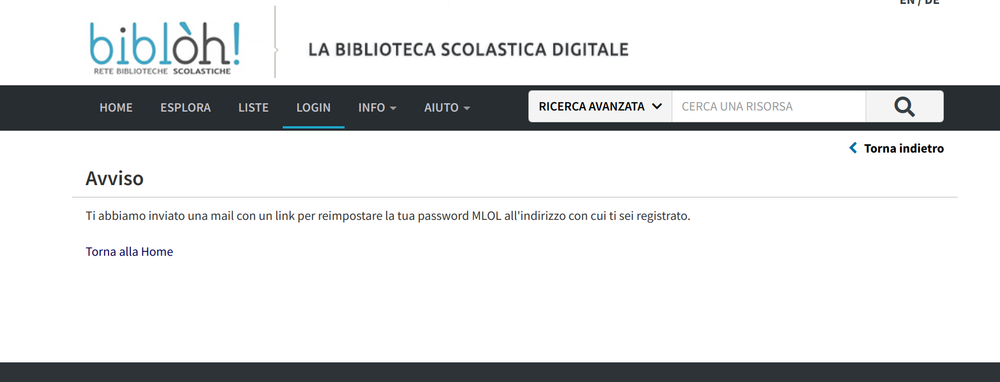 EN / DE
biblòh!
RETE BIBLIOTECHE SCOLASTICHE
LA BIBLIOTECA SCOLASTICA DIGITALE
HOME ESPLORA LISTE LOGIN INFO AIUTO RICERCA AVANZATA CERCA UNA RISORSA
Torna indietro
Avviso
Ti abbiamo inviato una mail con un link per reimpostare la tua password MLOL all'indirizzo con cui ti sei registrato.
Torna alla Home